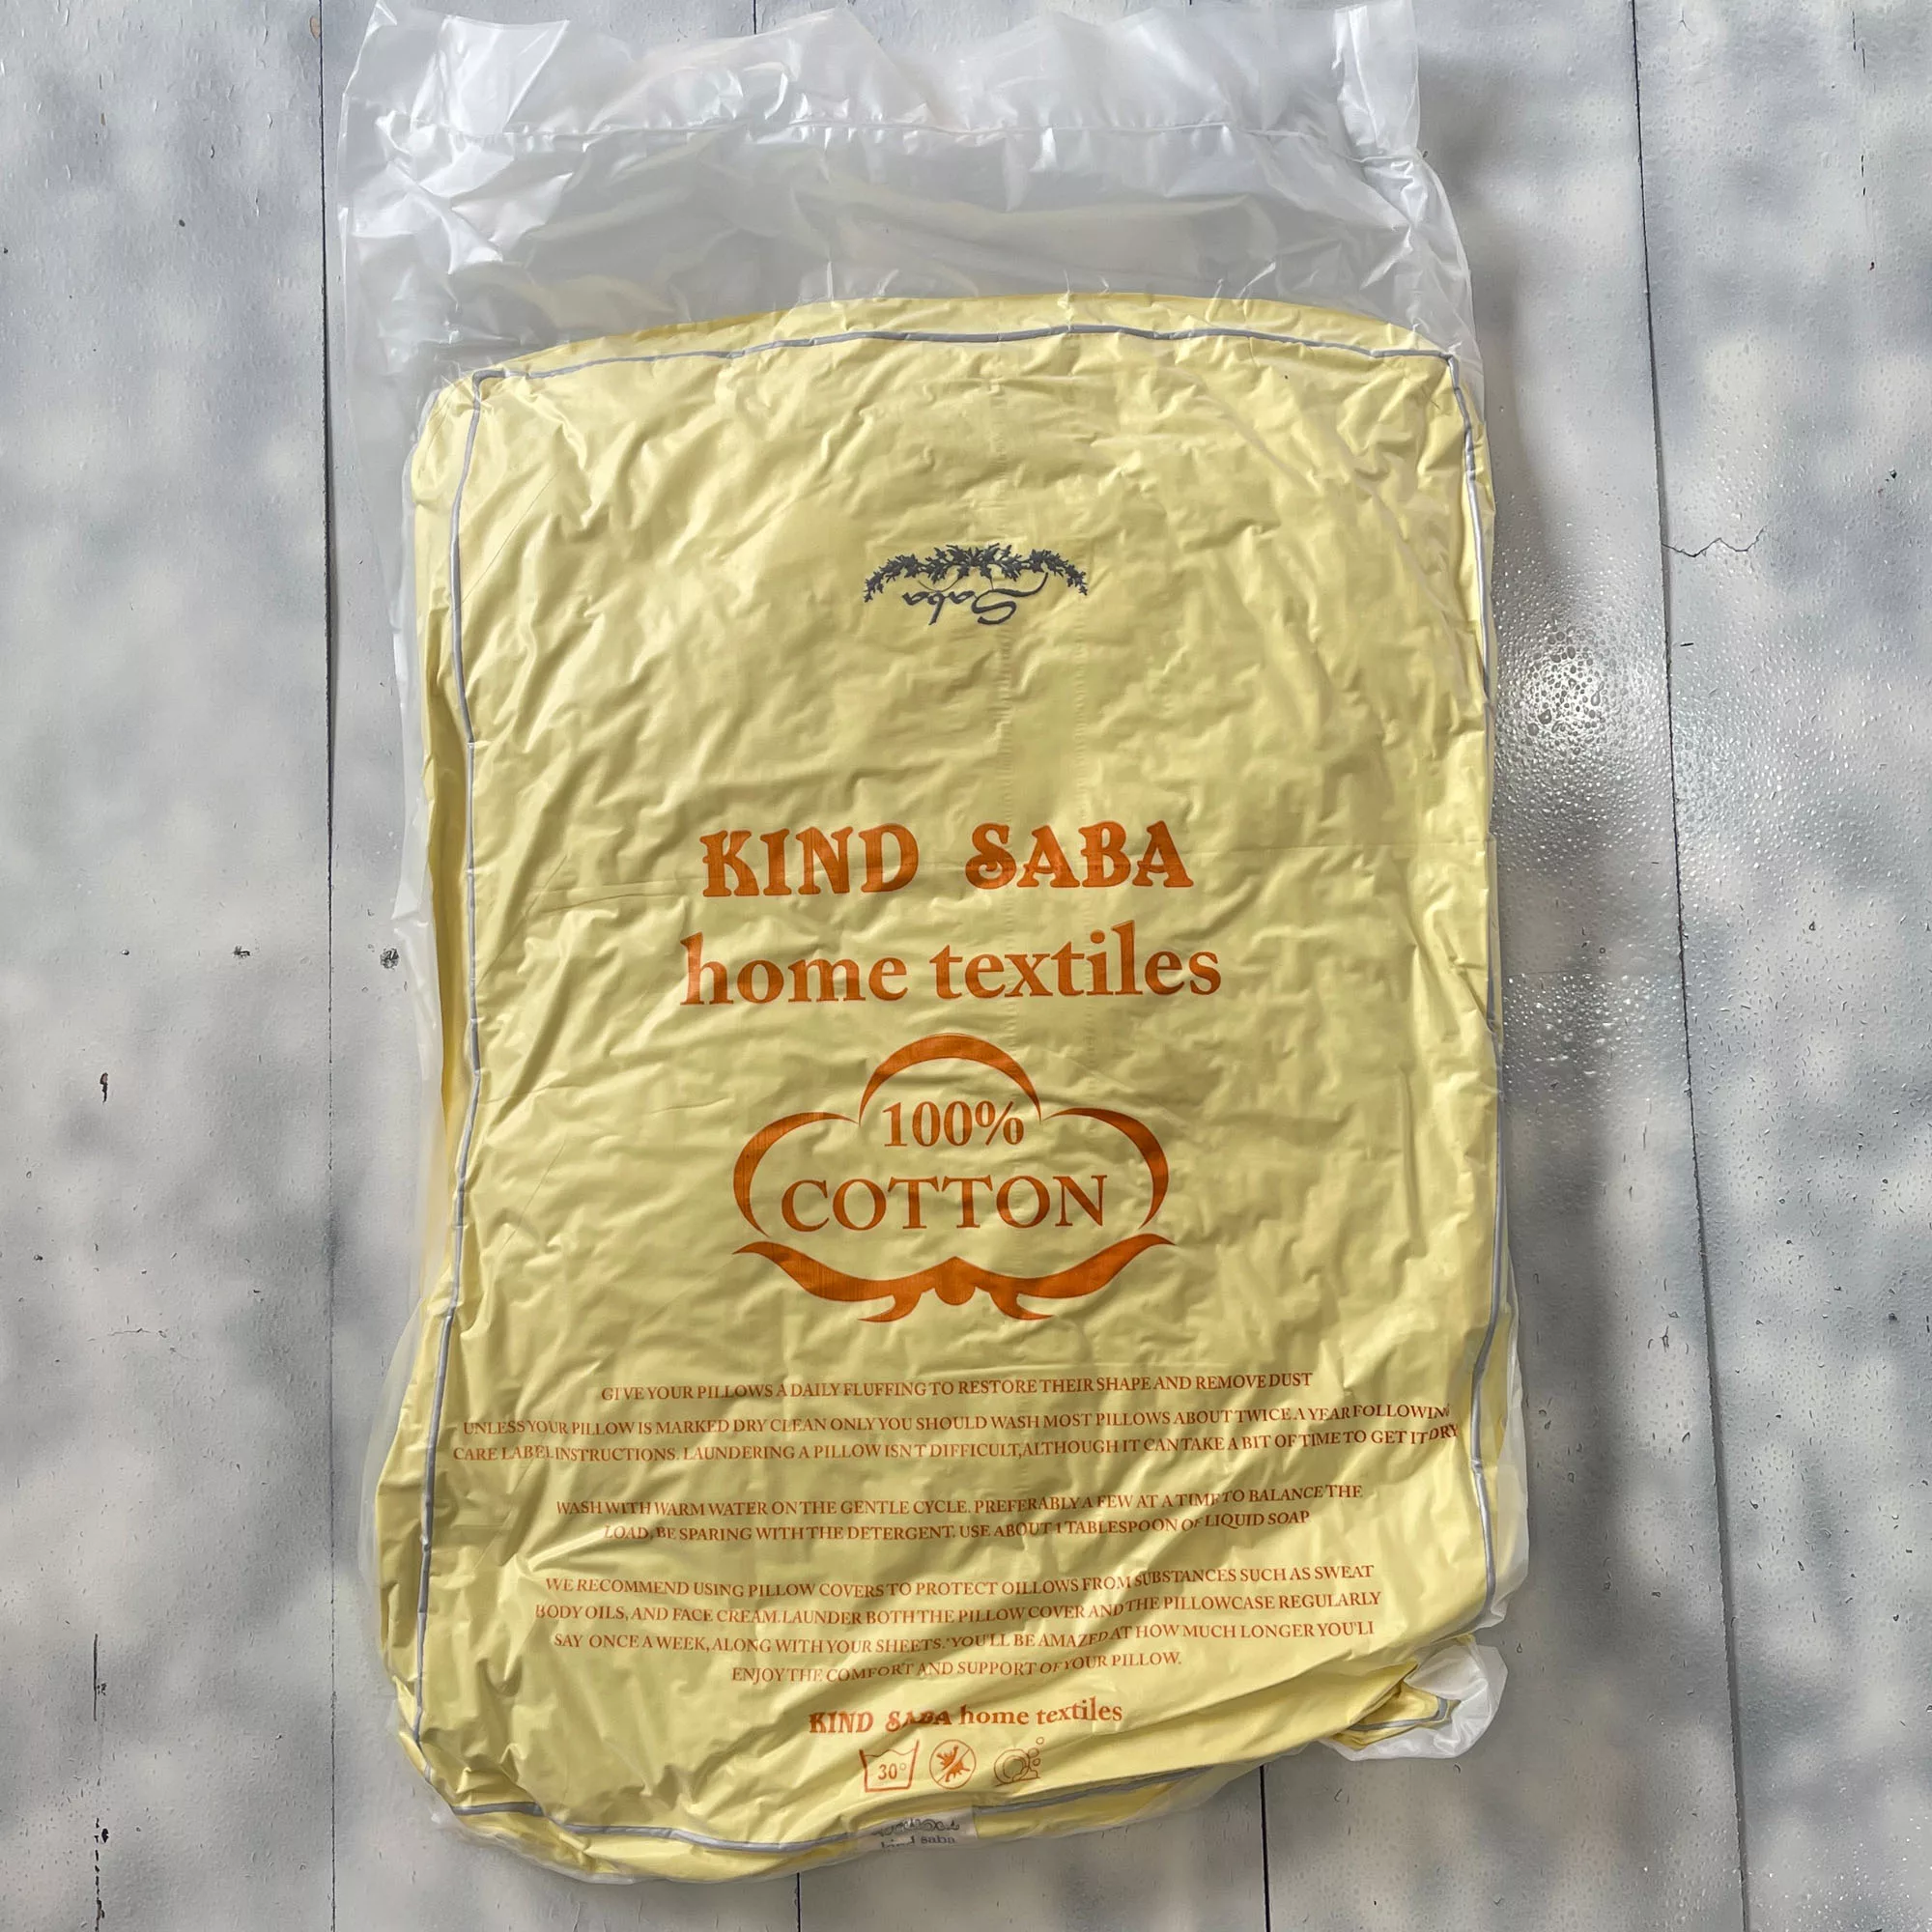 Saba
KIND SABA
home textiles
100%
COTTON
GIVE YOUR PILLOWS A DAILY FLUFFING TO RESTORE THEIR SHAPE AND REMOVE DUST
UNLESS YOUR PILLOW IS MARKED DRY CLEAN ONLY YOU SHOULD WASH MOST PILLOWS ABOUT TWICE A YEAR FOLLOWING
CARE LABEL INSTRUCTIONS. LAUNDERING A PILLOW ISN'T DIFFICULT, ALTHOUGH IT CAN TAKE A BIT OF TIME TO GET IT DRY
WASH WITH WARM WATER ON THE GENTLE CYCLE. PREFERABLY A FEW AT A TIME TO BALANCE THE
LOAD, BE SPARING WITH THE DETERGENT. USE ABOUT 1 TABLESPOON OF LIQUID SOAP
WE RECOMMEND USING PILLOW COVERS TO PROTECT OILLOWS FROM SUBSTANCES SUCH AS SWEAT
BODY OILS, AND FACE CREAM. LAUNDER BOTH THE PILLOW COVER AND THE PILLOWCASE REGULARLY
SAY ONCE A WEEK, ALONG WITH YOUR SHEETS. 'YOU'LL BE AMAZED AT HOW MUCH LONGER YOU'LI
ENJOY THE COMFORT AND SUPPORT OF YOUR PILLOW.
KIND SABA home textiles
30°
kind saba